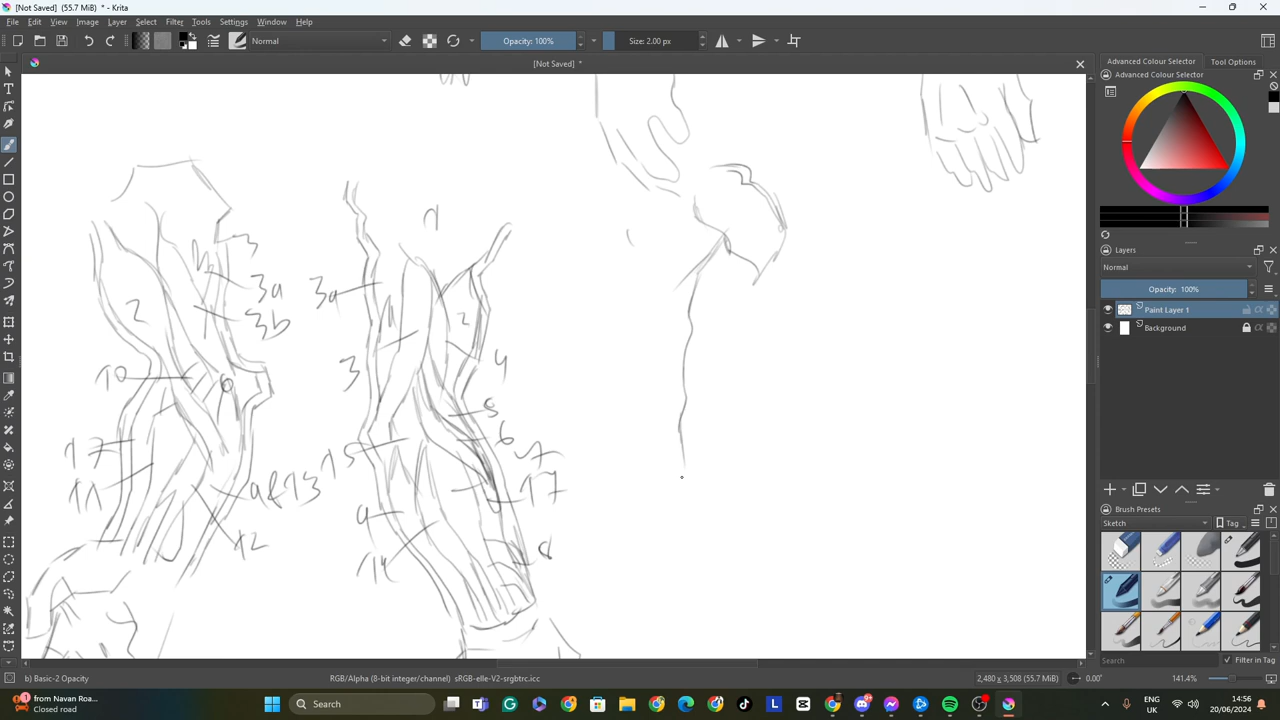 [Not Saved] (55.7 MiB) * - Krita
File Edit View Image Layer Select Filter Tools Settings Window Help
Normal Opacity: 100% Size: 2.00 px
[Not Saved] *
Advanced Colour Selector Tool Options
Advanced Colour Selector
Layers
Normal
Opacity: 100%
Paint Layer 1
Background
Brush Presets
Sketch Tag
Search Filter in Tag
3
3a
3b
2
10
17
11
12
3a
3
2
4
5
6
7
17
15
8
14
b) Basic-2 Opacity RGB/Alpha (8-bit integer/channel) sRGB-elle-V2-srgbtrc.icc 2,480 x 3,508 (55.7 MiB) 0.00° 141.4%
from Navan Roa...
Closed road
Search
ENG
UK
14:56
20/06/2024